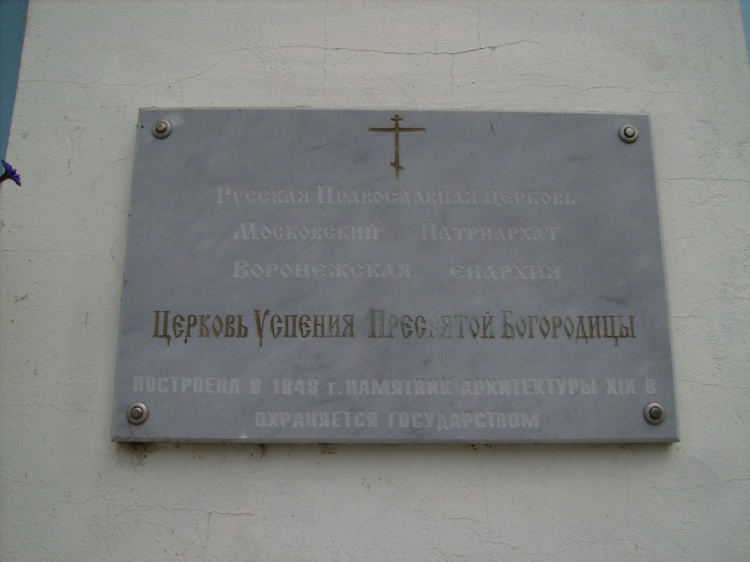 Русская Православная церковь
Московский Патриархат
Воронежская епархия
Церковь Успения Пресвятой Богородицы
ПОСТРОЕНА В 1848 г. ПАМЯТНИК АРХИТЕКТУРЫ XIX В
ОХРАНЯЕТСЯ ГОСУДАРСТВОМ